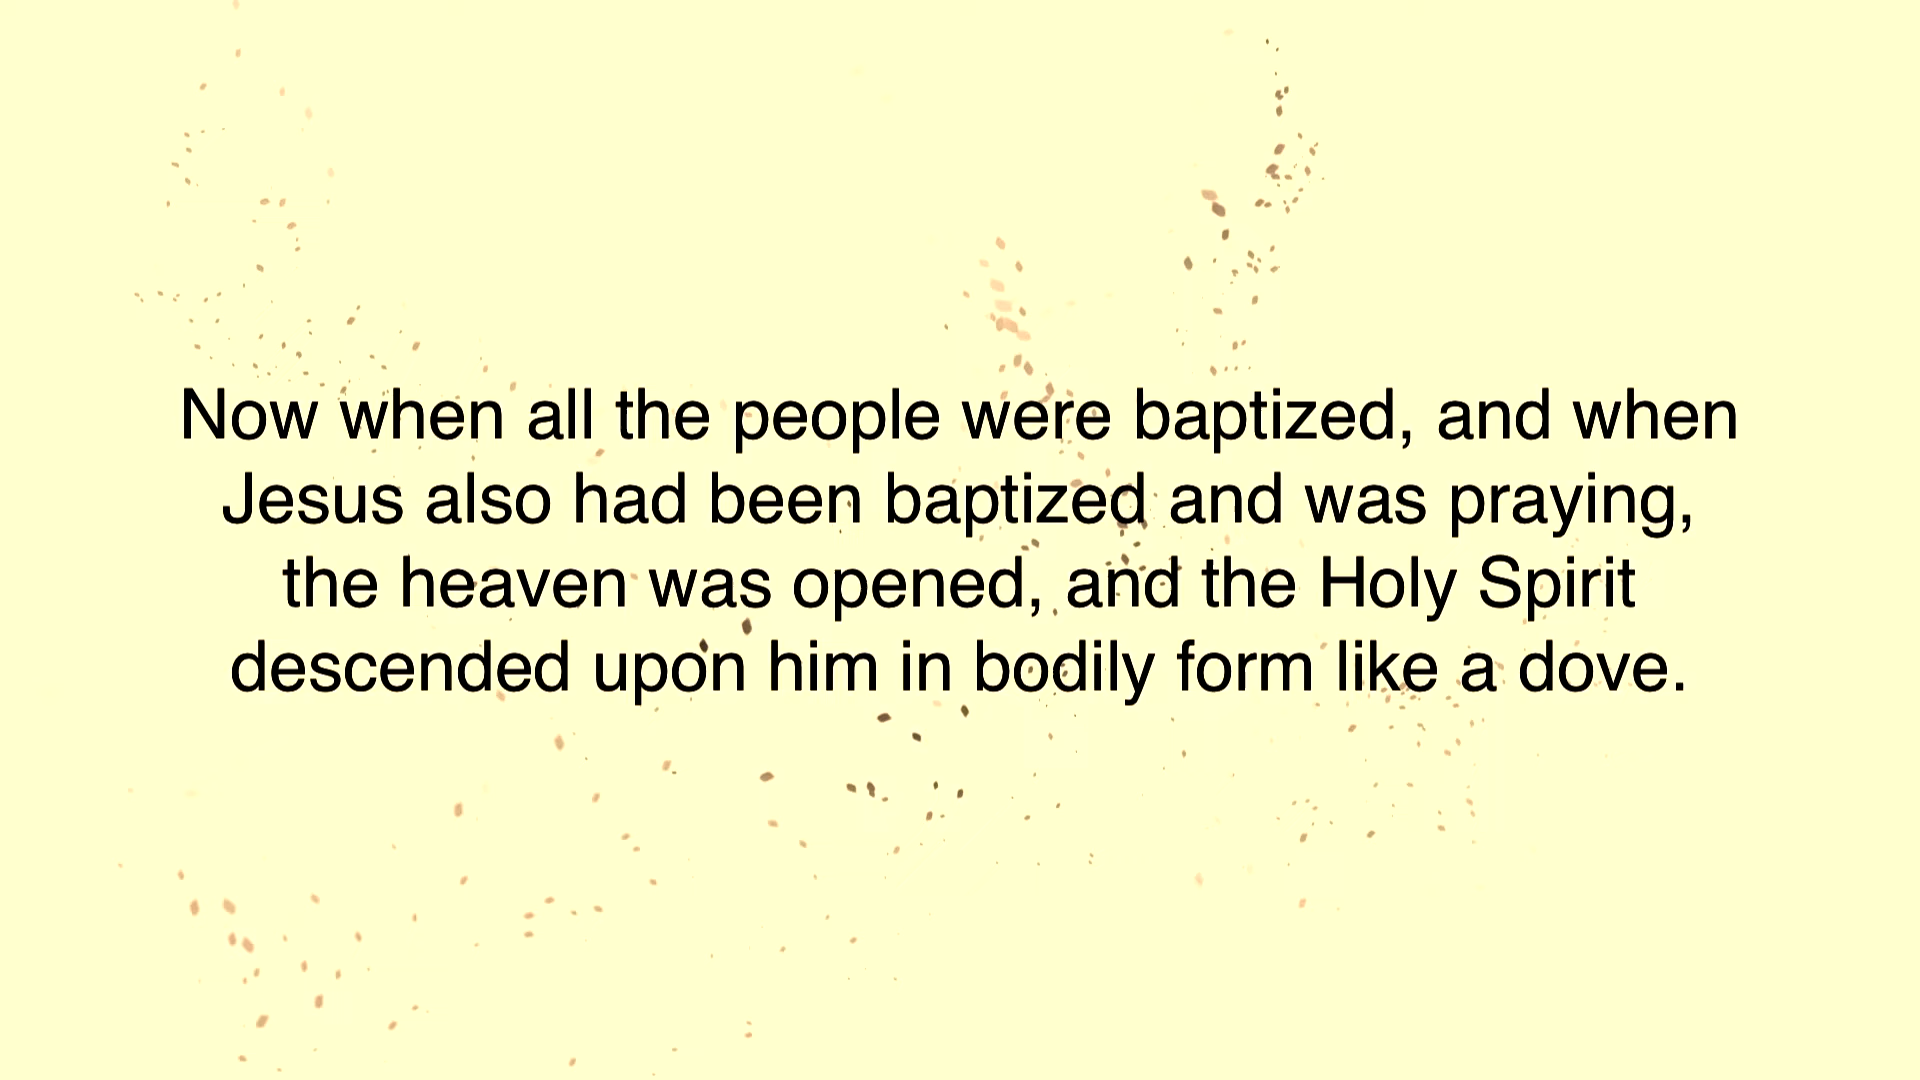 Now when all the people were baptized, and when
Jesus also had been baptized and was praying,
the heaven was opened, and the Holy Spirit
descended upon him in bodily form like a dove.